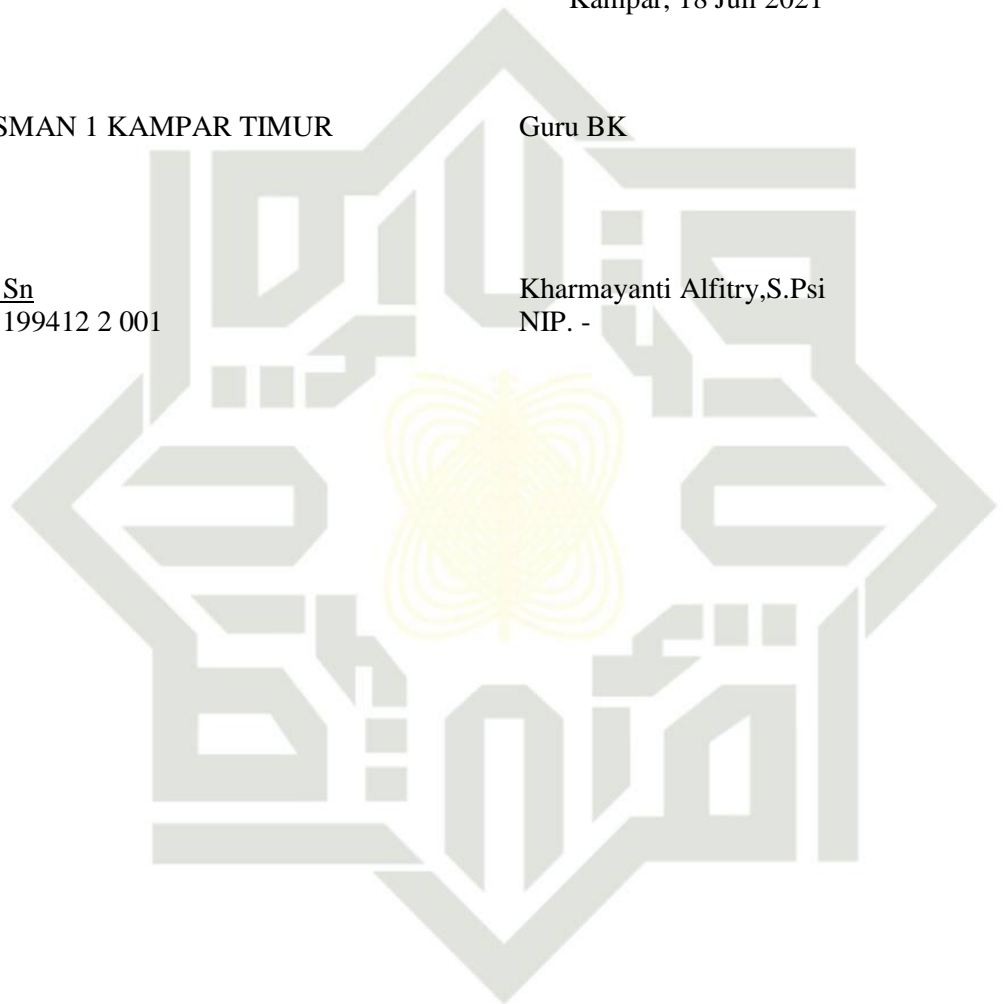 Kampar, 18 Juli 2021
SMAN 1 KAMPAR TIMUR Guru BK
Sn Kharmayanti Alfitry,S.Psi
199412 2 001 NIP. -